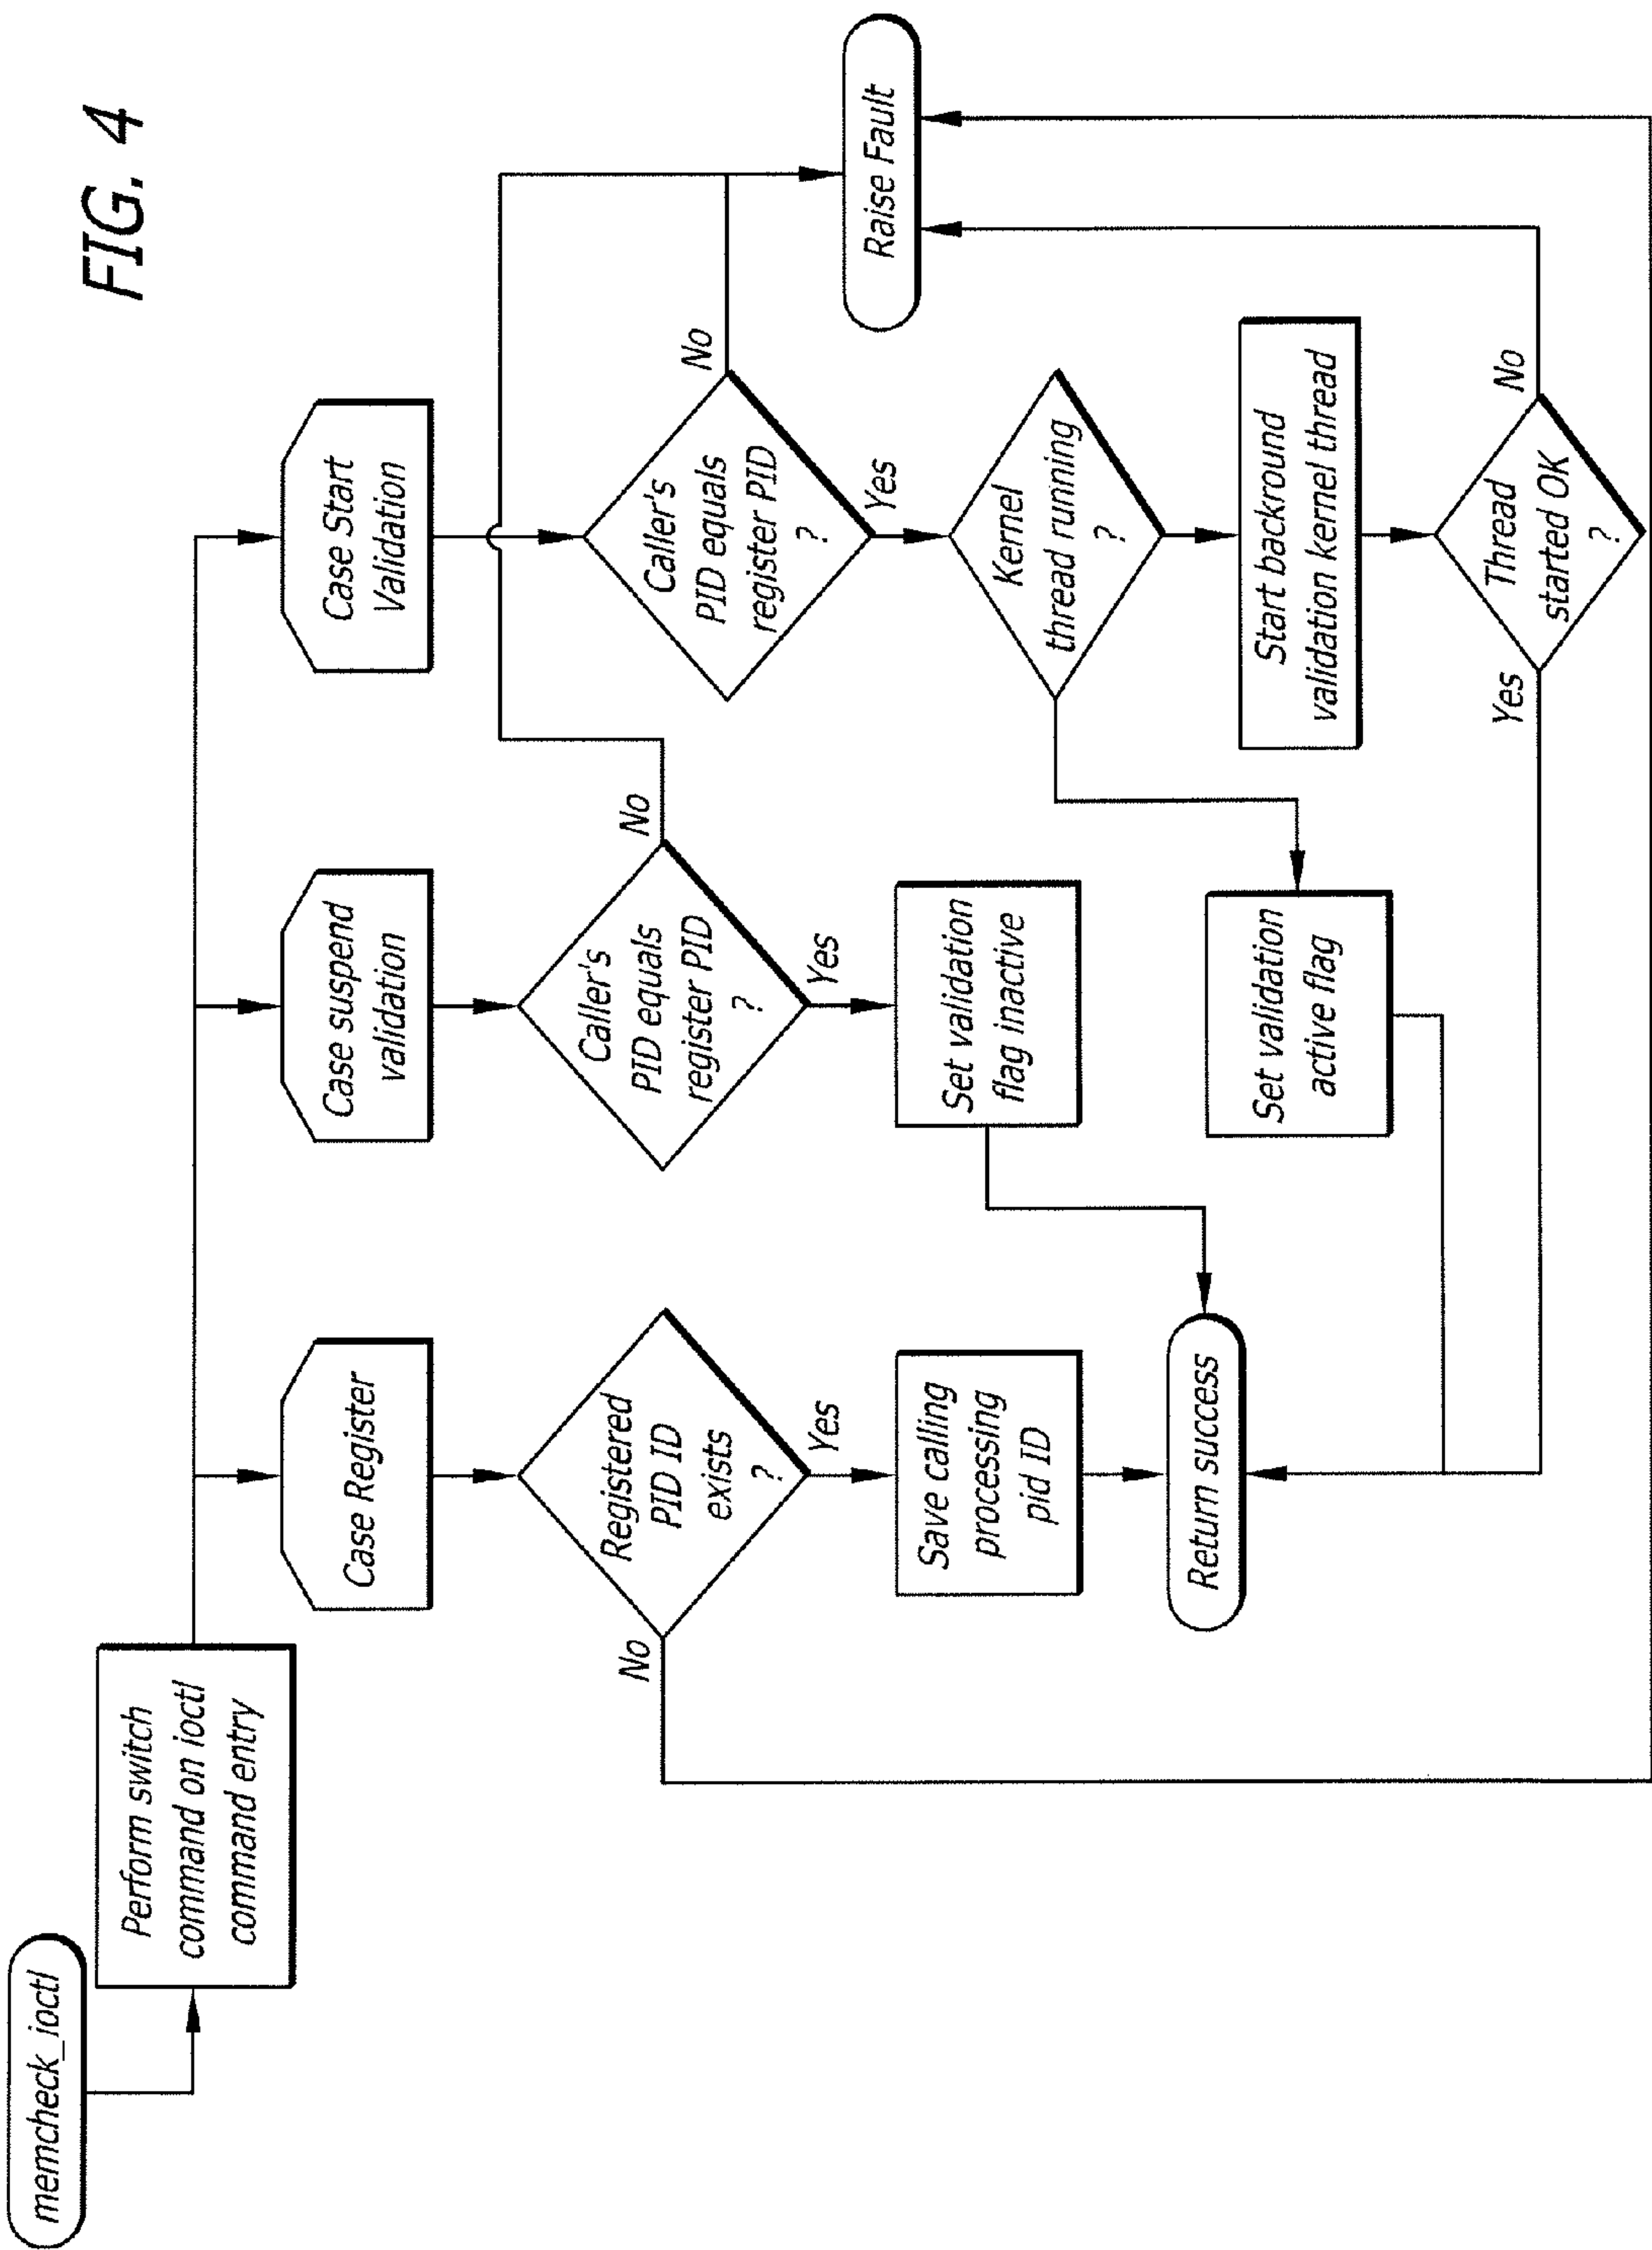 FIG. 4
memcheck_ioctl
Perform switch
command on ioctl
command entry
Case Register
Case suspend
validation
Case Start
Validation
Registered
PID ID
exists
?
No
Yes
Caller's
PID equals
register PID
?
No
Yes
Caller's
PID equals
register PID
?
No
Yes
Save calling
processing
pid ID
Set validation
flag inactive
Kernel
thread running
?
Raise Fault
Return success
Set validation
active flag
Start backround
validation kernel thread
Thread
started OK
?
Yes
No